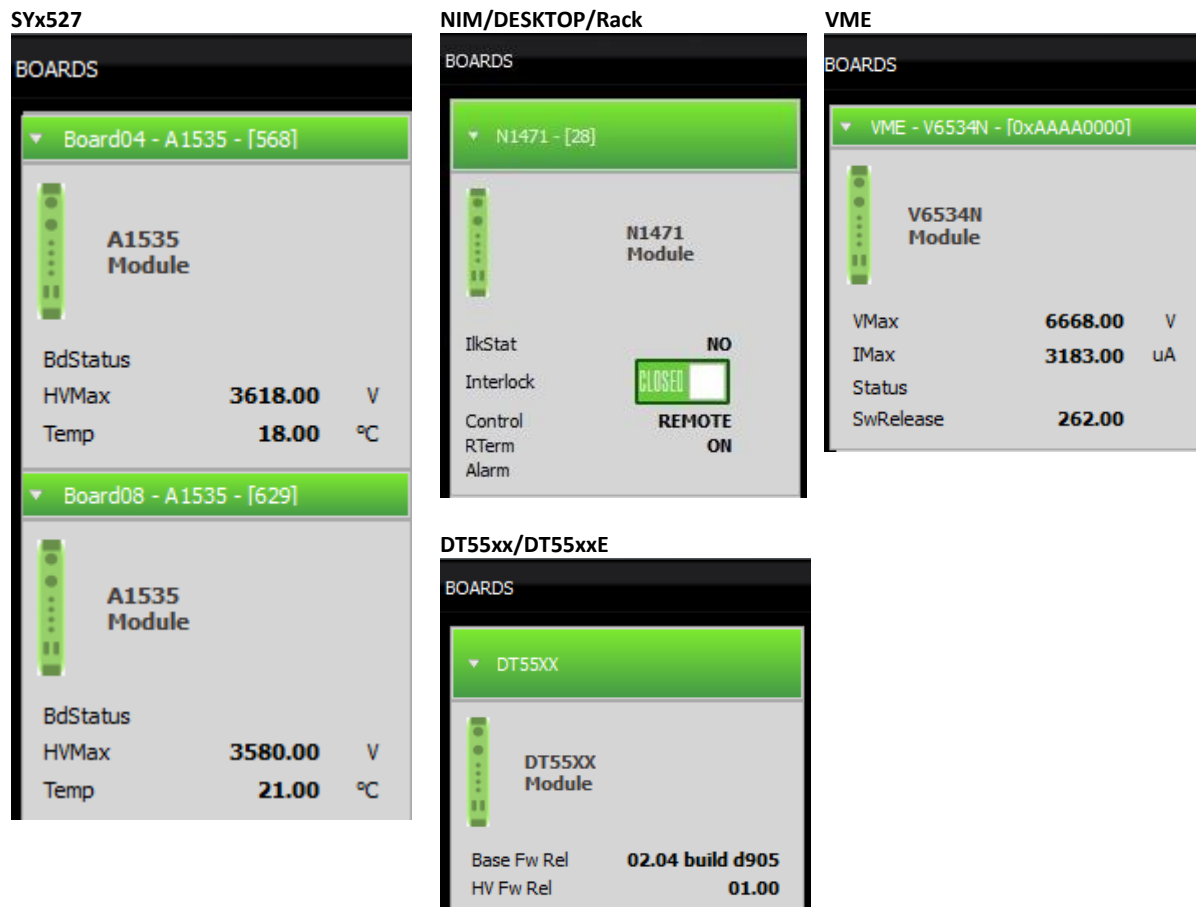 SYx527
BOARDS
Board04 - A1535 - [568]
A1535
Module
BdStatus
HVMax 3618.00 V
Temp 18.00 ºC
Board08 - A1535 - [629]
A1535
Module
BdStatus
HVMax 3580.00 V
Temp 21.00 ºC
NIM/DESKTOP/Rack
BOARDS
N1471 - [28]
N1471
Module
IlkStat NO
Interlock CLOSED
Control REMOTE
RTerm ON
Alarm
DT55xx/DT55xxE
BOARDS
DT55XX
DT55XX
Module
Base Fw Rel 02.04 build d905
HV Fw Rel 01.00
VME
BOARDS
VME - V6534N - [0xAAAA0000]
V6534N
Module
VMax 6668.00 V
IMax 3183.00 uA
Status
SwRelease 262.00